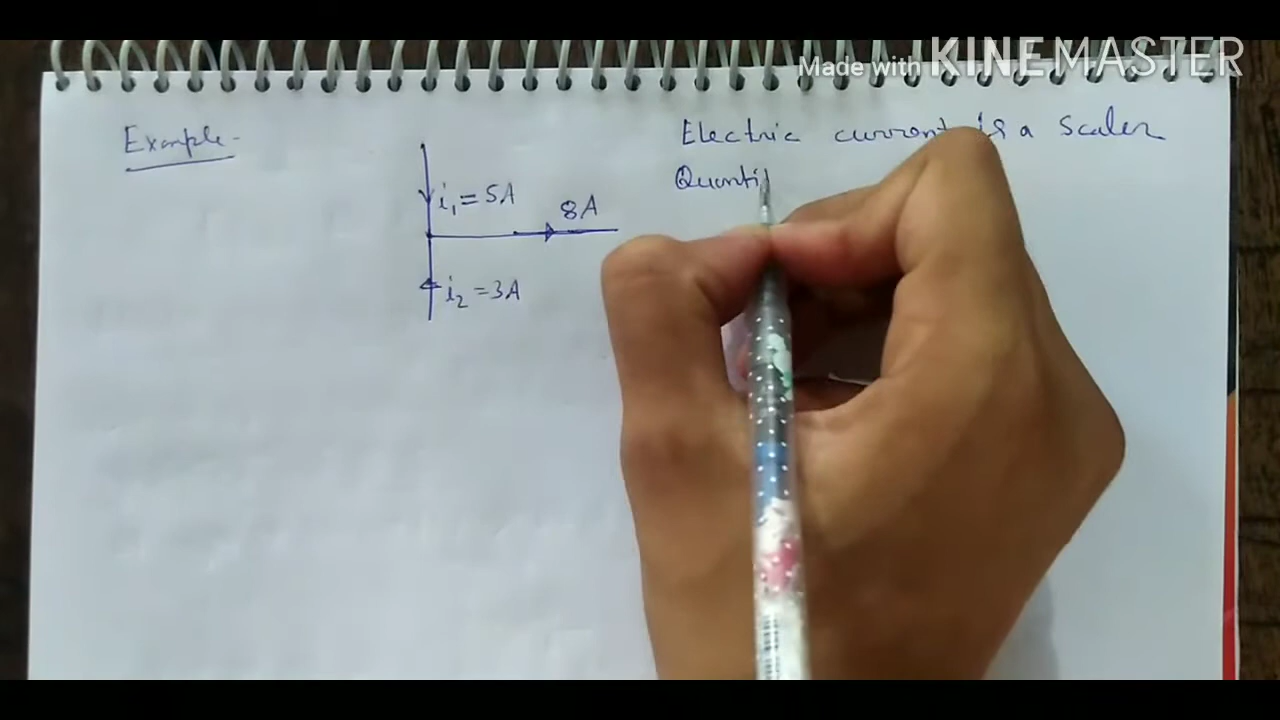 Made with KINEMASTER
Example-
Electric current is a Scaler
Quanti
i₁ = 5A
8A
i₂ = 3A